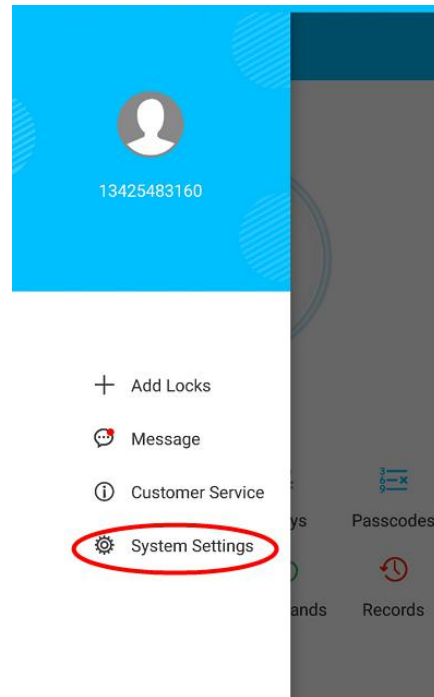 13425483160
Add Locks
Message
Customer Service
System Settings
ys
Passcodes
ands
Records